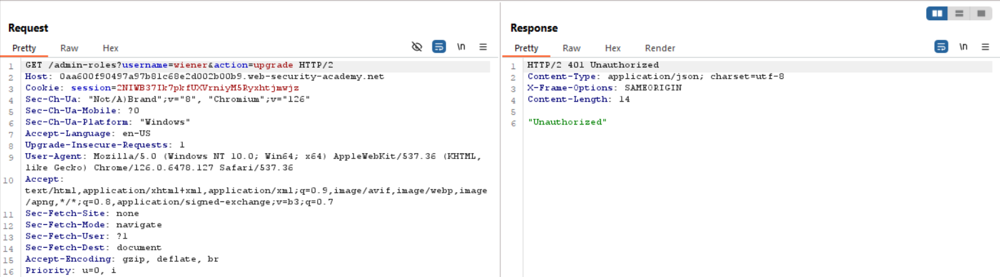 Request
Pretty Raw Hex
\n
1 GET /admin-roles?username=wiener&action=upgrade HTTP/2
2 Host: 0aa600f90497a97b81c68e2d002b00b9.web-security-academy.net
3 Cookie: session=2NIWB37Ik7pkfUXVrniyM5Ryxhtjmwjz
4 Sec-Ch-Ua: "Not/A)Brand";v="8", "Chromium";v="126"
5 Sec-Ch-Ua-Mobile: ?0
6 Sec-Ch-Ua-Platform: "Windows"
7 Accept-Language: en-US
8 Upgrade-Insecure-Requests: 1
9 User-Agent: Mozilla/5.0 (Windows NT 10.0; Win64; x64) AppleWebKit/537.36 (KHTML,
like Gecko) Chrome/126.0.6478.127 Safari/537.36
10 Accept:
text/html,application/xhtml+xml,application/xml;q=0.9,image/avif,image/webp,image
/apng,*/*;q=0.8,application/signed-exchange;v=b3;q=0.7
11 Sec-Fetch-Site: none
12 Sec-Fetch-Mode: navigate
13 Sec-Fetch-User: ?1
14 Sec-Fetch-Dest: document
15 Accept-Encoding: gzip, deflate, br
16 Priority: u=0, i
Response
Pretty Raw Hex Render
\n
1 HTTP/2 401 Unauthorized
2 Content-Type: application/json; charset=utf-8
3 X-Frame-Options: SAMEORIGIN
4 Content-Length: 14
5
6 "Unauthorized"